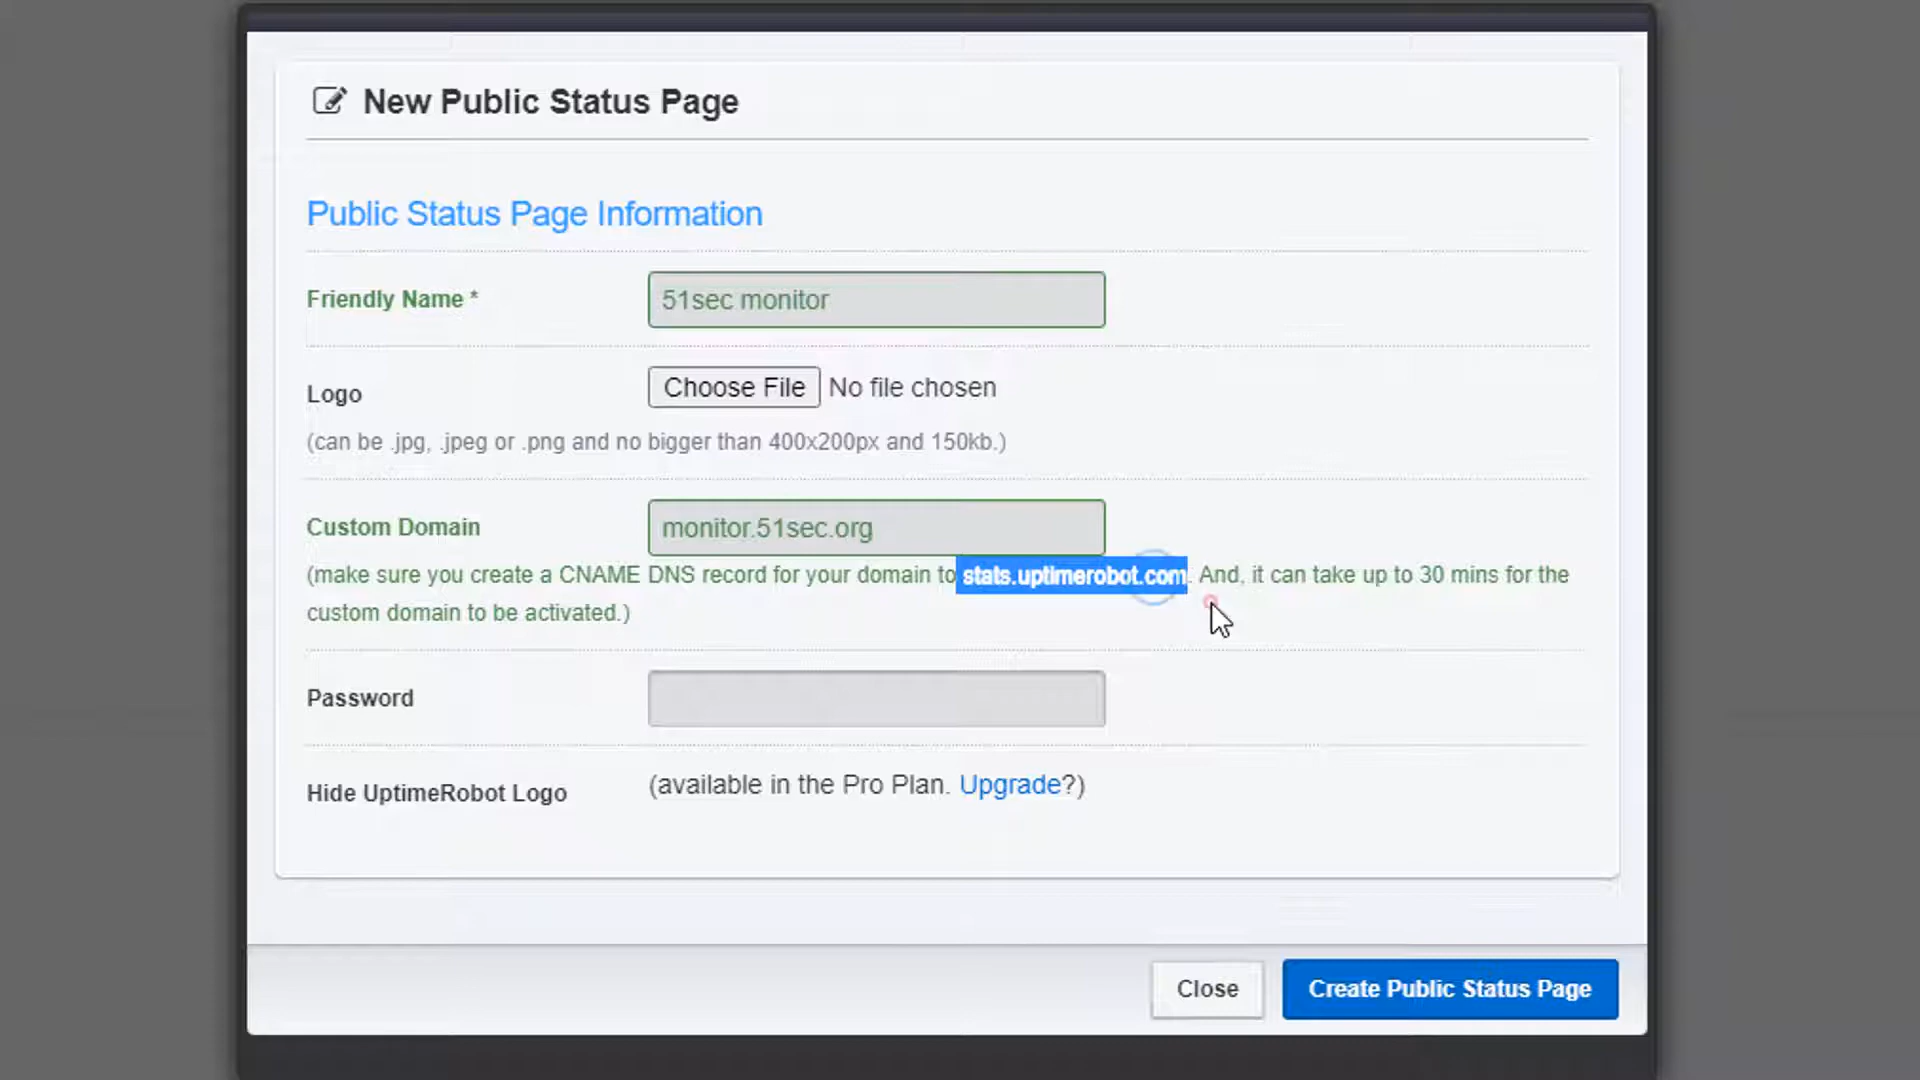 New Public Status Page
Public Status Page Information
Friendly Name *
51sec monitor
Logo
Choose File No file chosen
(can be .jpg, .jpeg or .png and no bigger than 400x200px and 150kb.)
Custom Domain
monitor.51sec.org
(make sure you create a CNAME DNS record for your domain to stats.uptimerobot.com. And, it can take up to 30 mins for the
custom domain to be activated.)
Password
Hide UptimeRobot Logo
(available in the Pro Plan. Upgrade?)
Close
Create Public Status Page